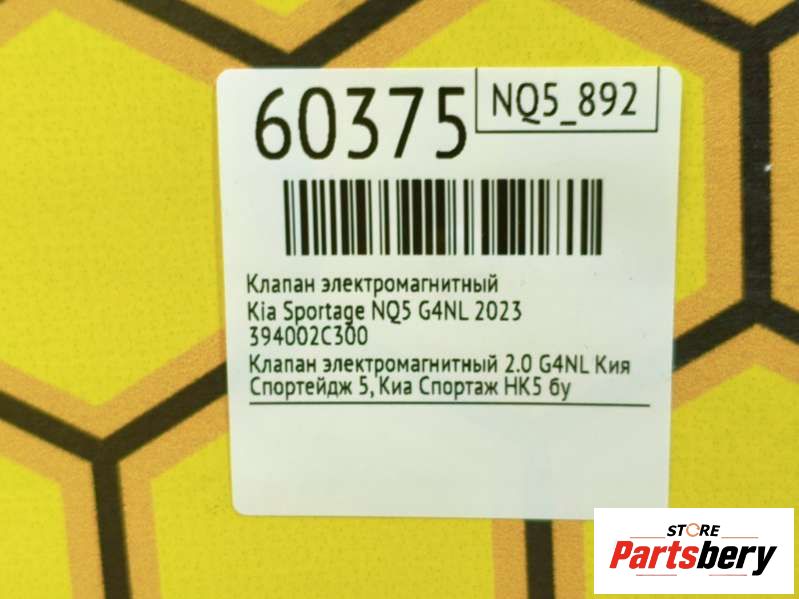 60375
NQ5_892
Клапан электромагнитный
Kia Sportage NQ5 G4NL 2023
394002C300
Клапан электромагнитный 2.0 G4NL Кия
Спортейдж 5, Киа Спортаж НК5 бу
STORE
Partsbery